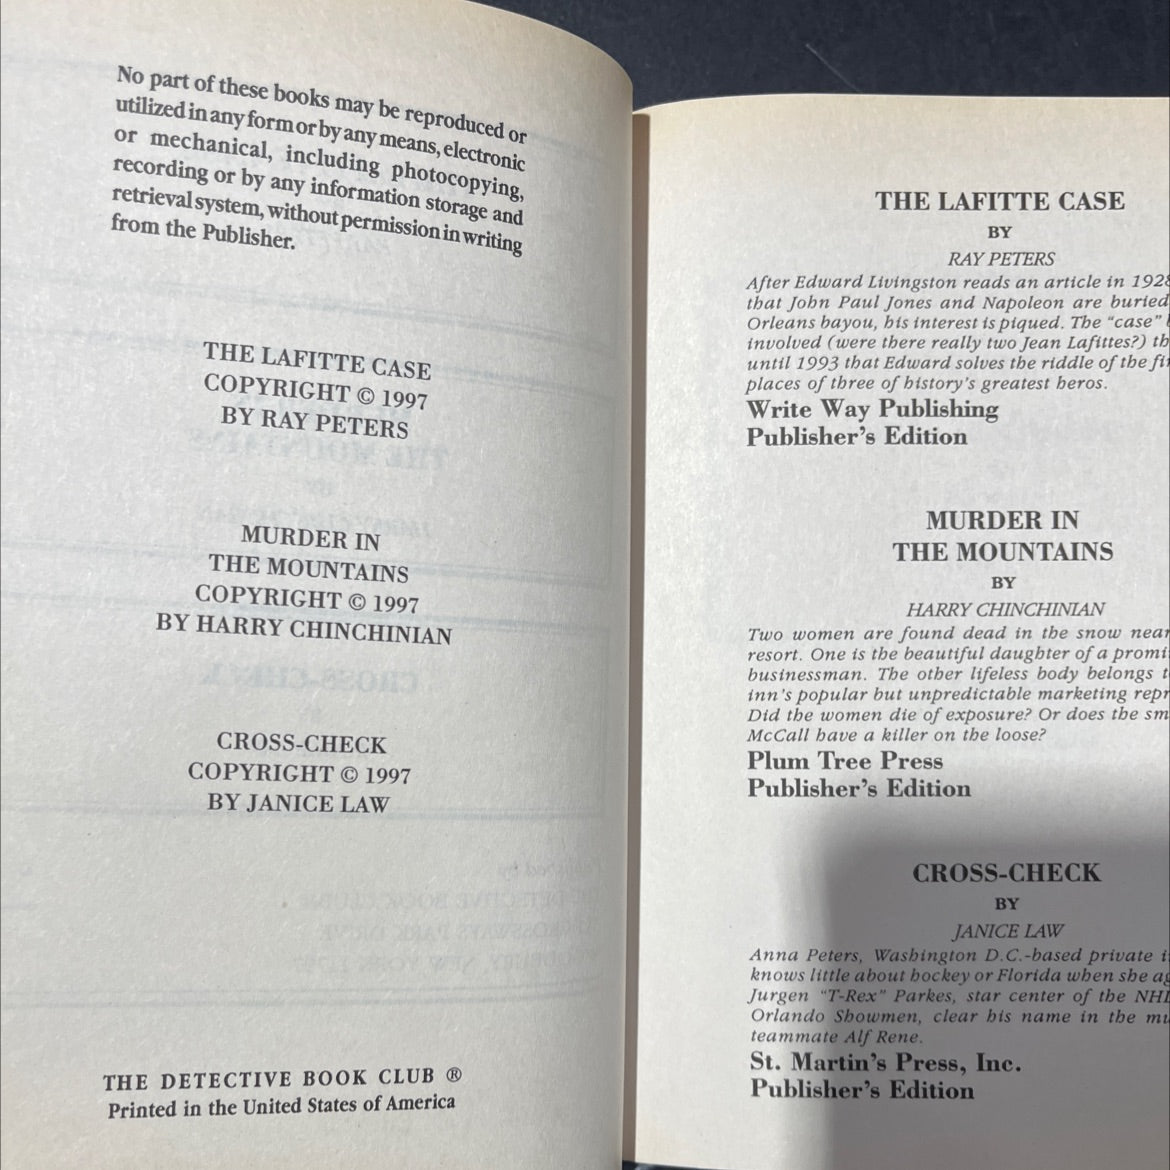 No part of these books may be reproduced or
utilized in any form or by any means, electronic
or mechanical, including photocopying,
recording or by any information storage and
retrieval system, without permission in writing
from the Publisher.
THE LAFITTE CASE
COPYRIGHT © 1997
BY RAY PETERS
MURDER IN
THE MOUNTAINS
COPYRIGHT © 1997
BY HARRY CHINCHINIAN
CROSS-CHECK
COPYRIGHT © 1997
BY JANICE LAW
THE DETECTIVE BOOK CLUB ®
Printed in the United States of America
THE LAFITTE CASE
BY
RAY PETERS
After Edward Livingston reads an article in 1928
that John Paul Jones and Napoleon are buried
Orleans bayou, his interest is piqued. The "case"
involved (were there really two Jean Lafittes?)
until 1993 that Edward solves the riddle of the
places of three of history's greatest heros.
Write Way Publishing
Publisher's Edition
MURDER IN
THE MOUNTAINS
BY
HARRY CHINCHINIAN
Two women are found dead in the snow near
resort. One is the beautiful daughter of a
businessman. The other lifeless body belongs
inn's popular but unpredictable marketing
Did the women die of exposure? Or does the
McCall have a killer on the loose?
Plum Tree Press
Publisher's Edition
CROSS-CHECK
BY
JANICE LAW
Anna Peters, Washington D.C.-based private
knows little about hockey or Florida when she
Jurgen "T-Rex" Parkes, star center of the NHL
Orlando Showmen, clear his name in the
teammate Alf Rene.
St. Martin's Press, Inc.
Publisher's Edition